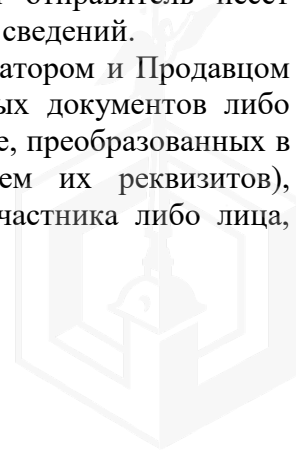 отправитель несет
сведений.
атором и Продавцом
ых документов либо
е, преобразованных в
ем их реквизитов),
частника либо лица,